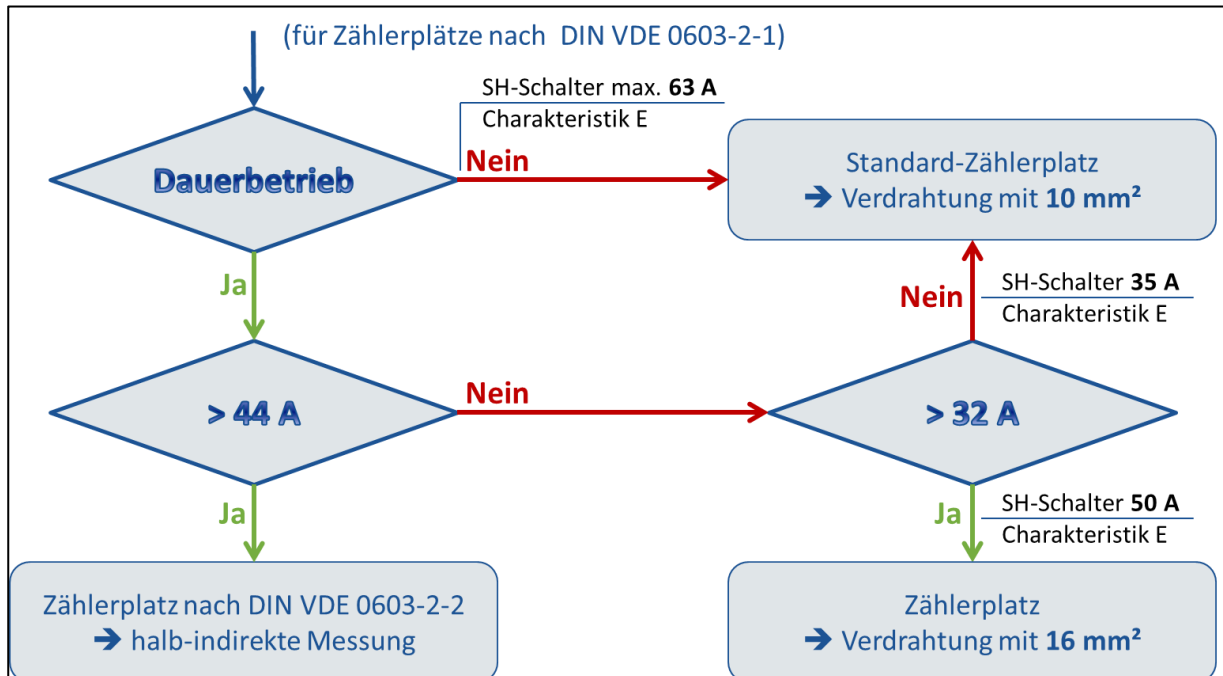 (für Zählerplätze nach DIN VDE 0603-2-1)
SH-Schalter max. 63 A
Charakteristik E
Dauerbetrieb
Nein
Standard-Zählerplatz
➔ Verdrahtung mit 10 mm²
Ja
Nein
SH-Schalter 35 A
Charakteristik E
> 44 A
Nein
> 32 A
Ja
Ja
SH-Schalter 50 A
Charakteristik E
Zählerplatz nach DIN VDE 0603-2-2
➔ halb-indirekte Messung
Zählerplatz
➔ Verdrahtung mit 16 mm²